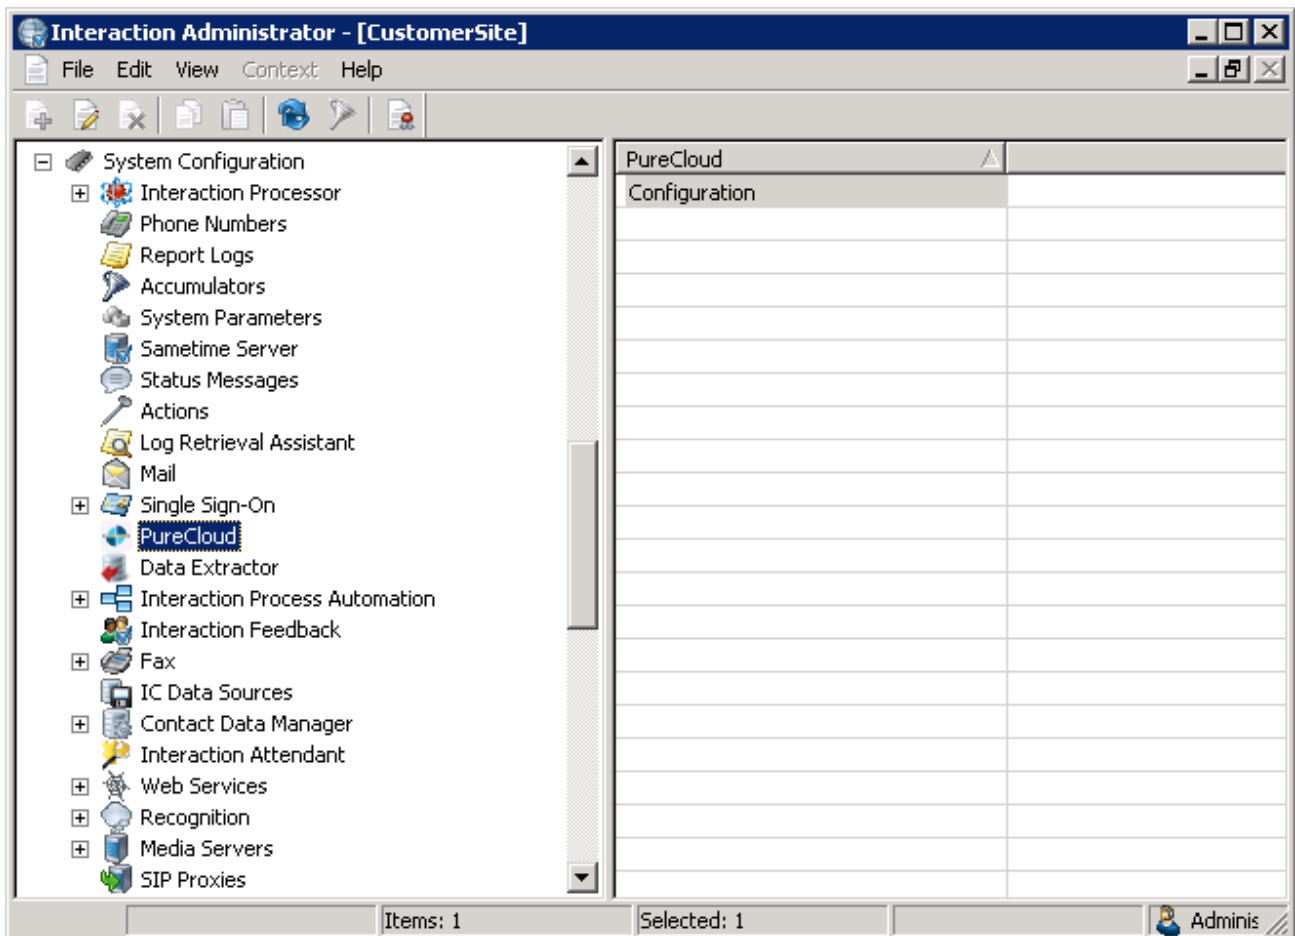 Interaction Administrator - [CustomerSite]
File Edit View Context Help
System Configuration
Interaction Processor
Phone Numbers
Report Logs
Accumulators
System Parameters
Sametime Server
Status Messages
Actions
Log Retrieval Assistant
Mail
Single Sign-On
PureCloud
Data Extractor
Interaction Process Automation
Interaction Feedback
Fax
IC Data Sources
Contact Data Manager
Interaction Attendant
Web Services
Recognition
Media Servers
SIP Proxies
PureCloud
Configuration
Items: 1 Selected: 1 Adminis